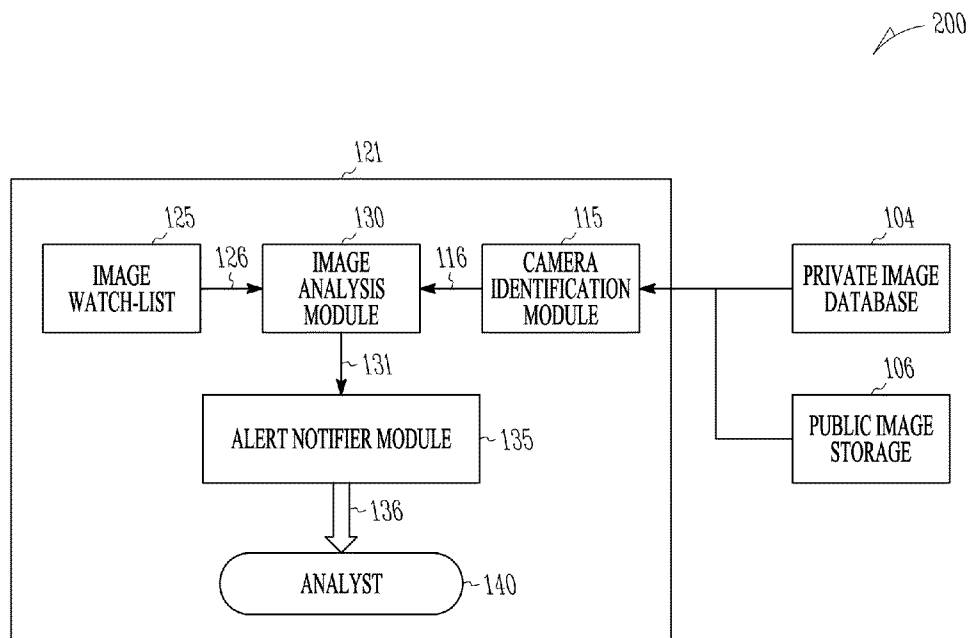 200
121
125
130
115
104
IMAGE
WATCH-LIST
126
IMAGE
ANALYSIS
MODULE
116
CAMERA
IDENTIFICATION
MODULE
PRIVATE IMAGE
DATABASE
131
106
ALERT NOTIFIER MODULE
135
PUBLIC IMAGE
STORAGE
136
ANALYST
140